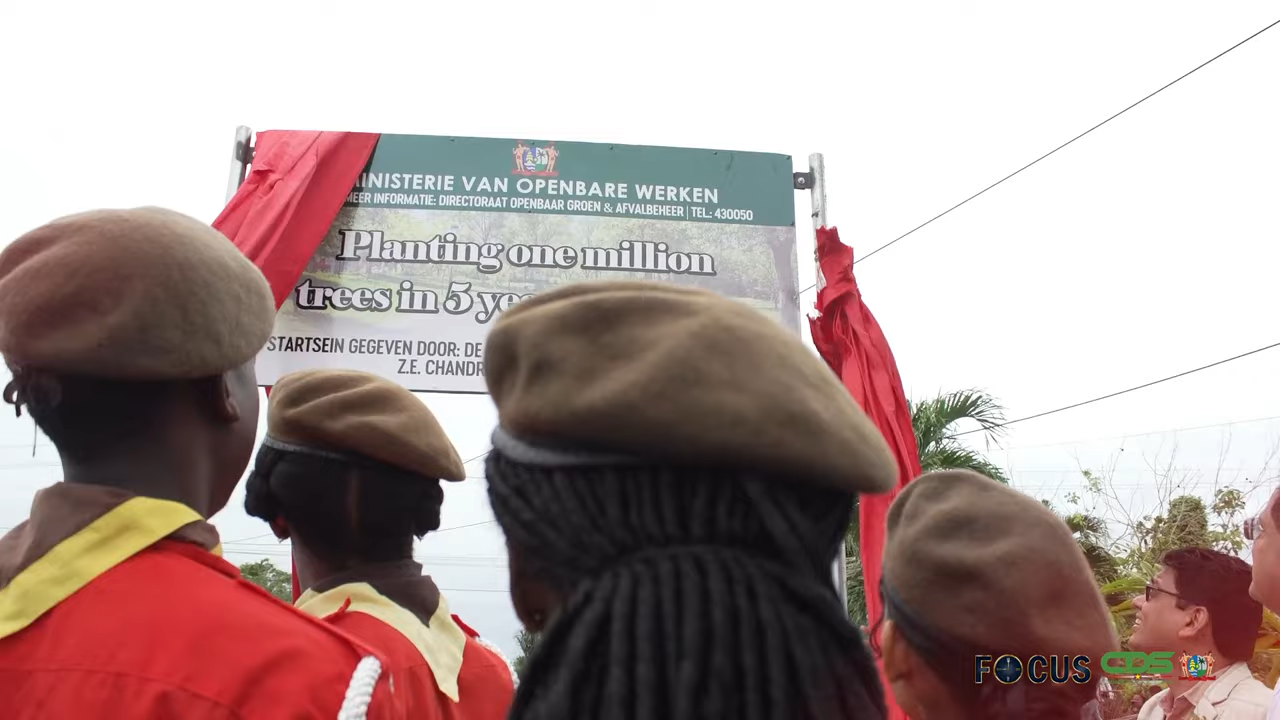 MINISTERIE VAN OPENBARE WERKEN
MEER INFORMATIE: DIRECTORAAT OPENBAAR GROEN & AFVALBEHEER | TEL.: 430050
Planting one million
trees in 5
STARTSEIN GEGEVEN DOOR: DE
Z.E.
FOCUS CDS